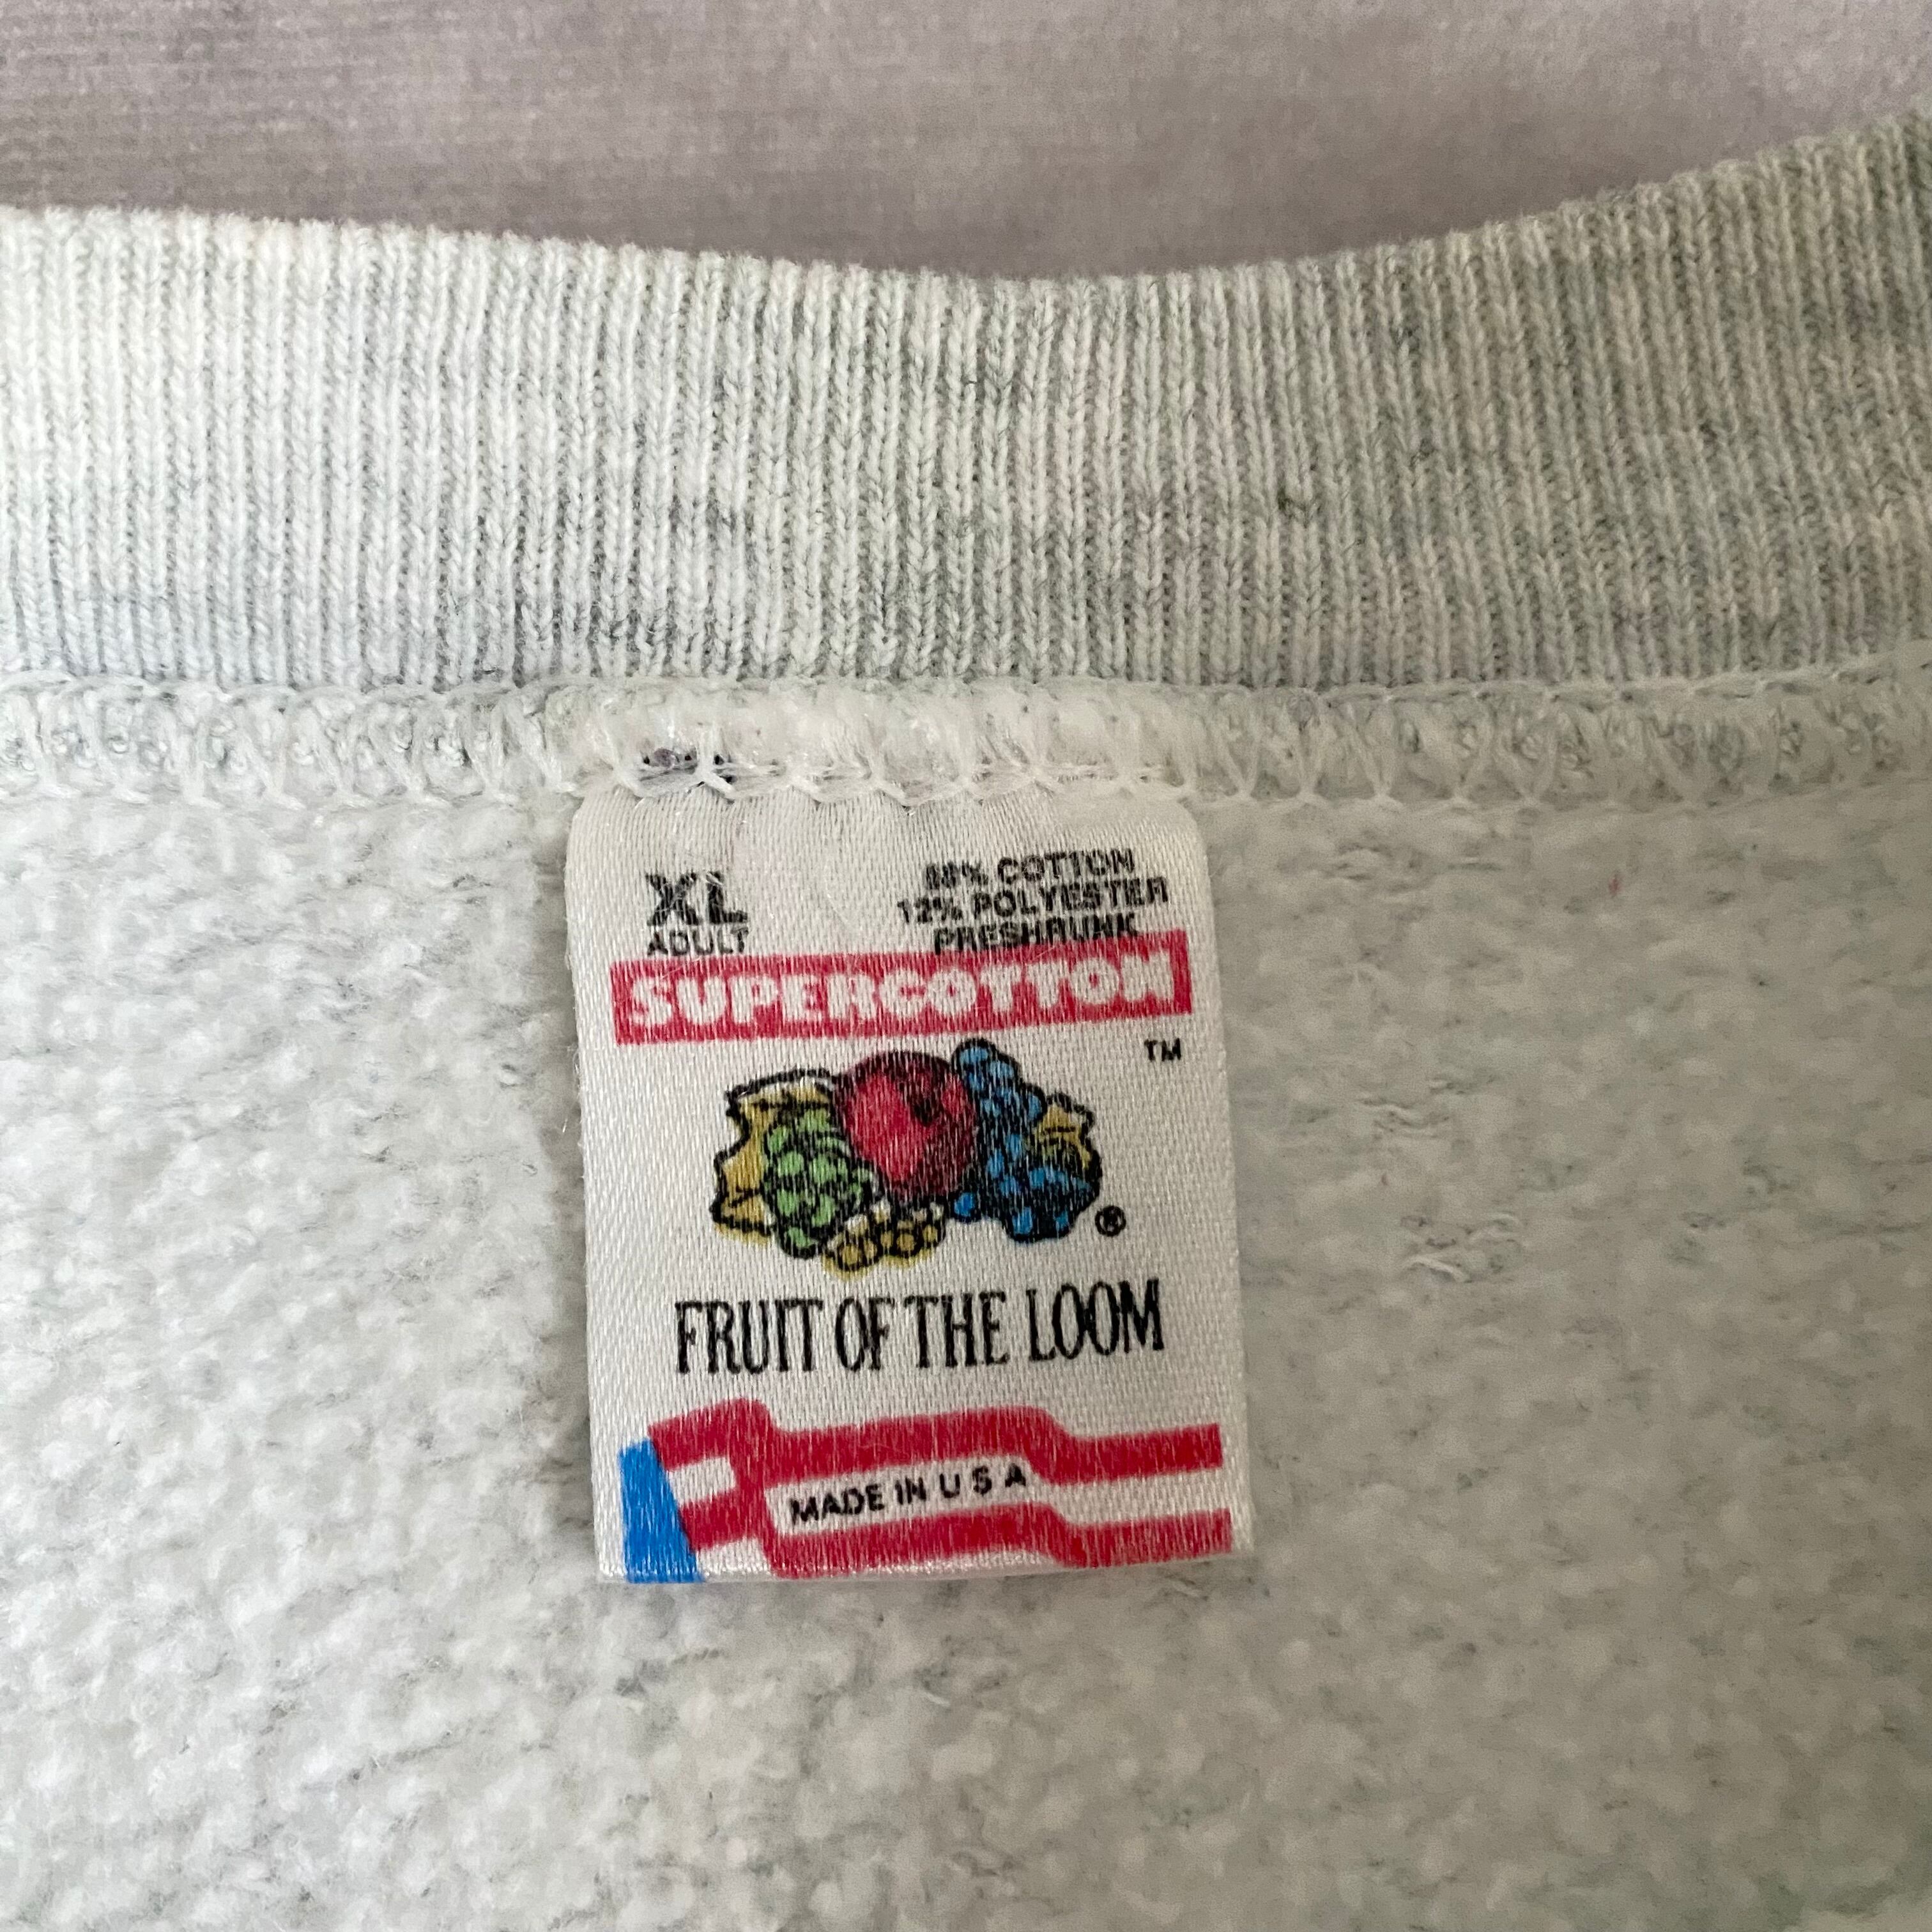 XL
ADULT
88% COTTON
12% POLYESTER
PRESHRUNK
SUPERCOTTON
TM
®
FRUIT OF THE LOOM
MADE IN U S A